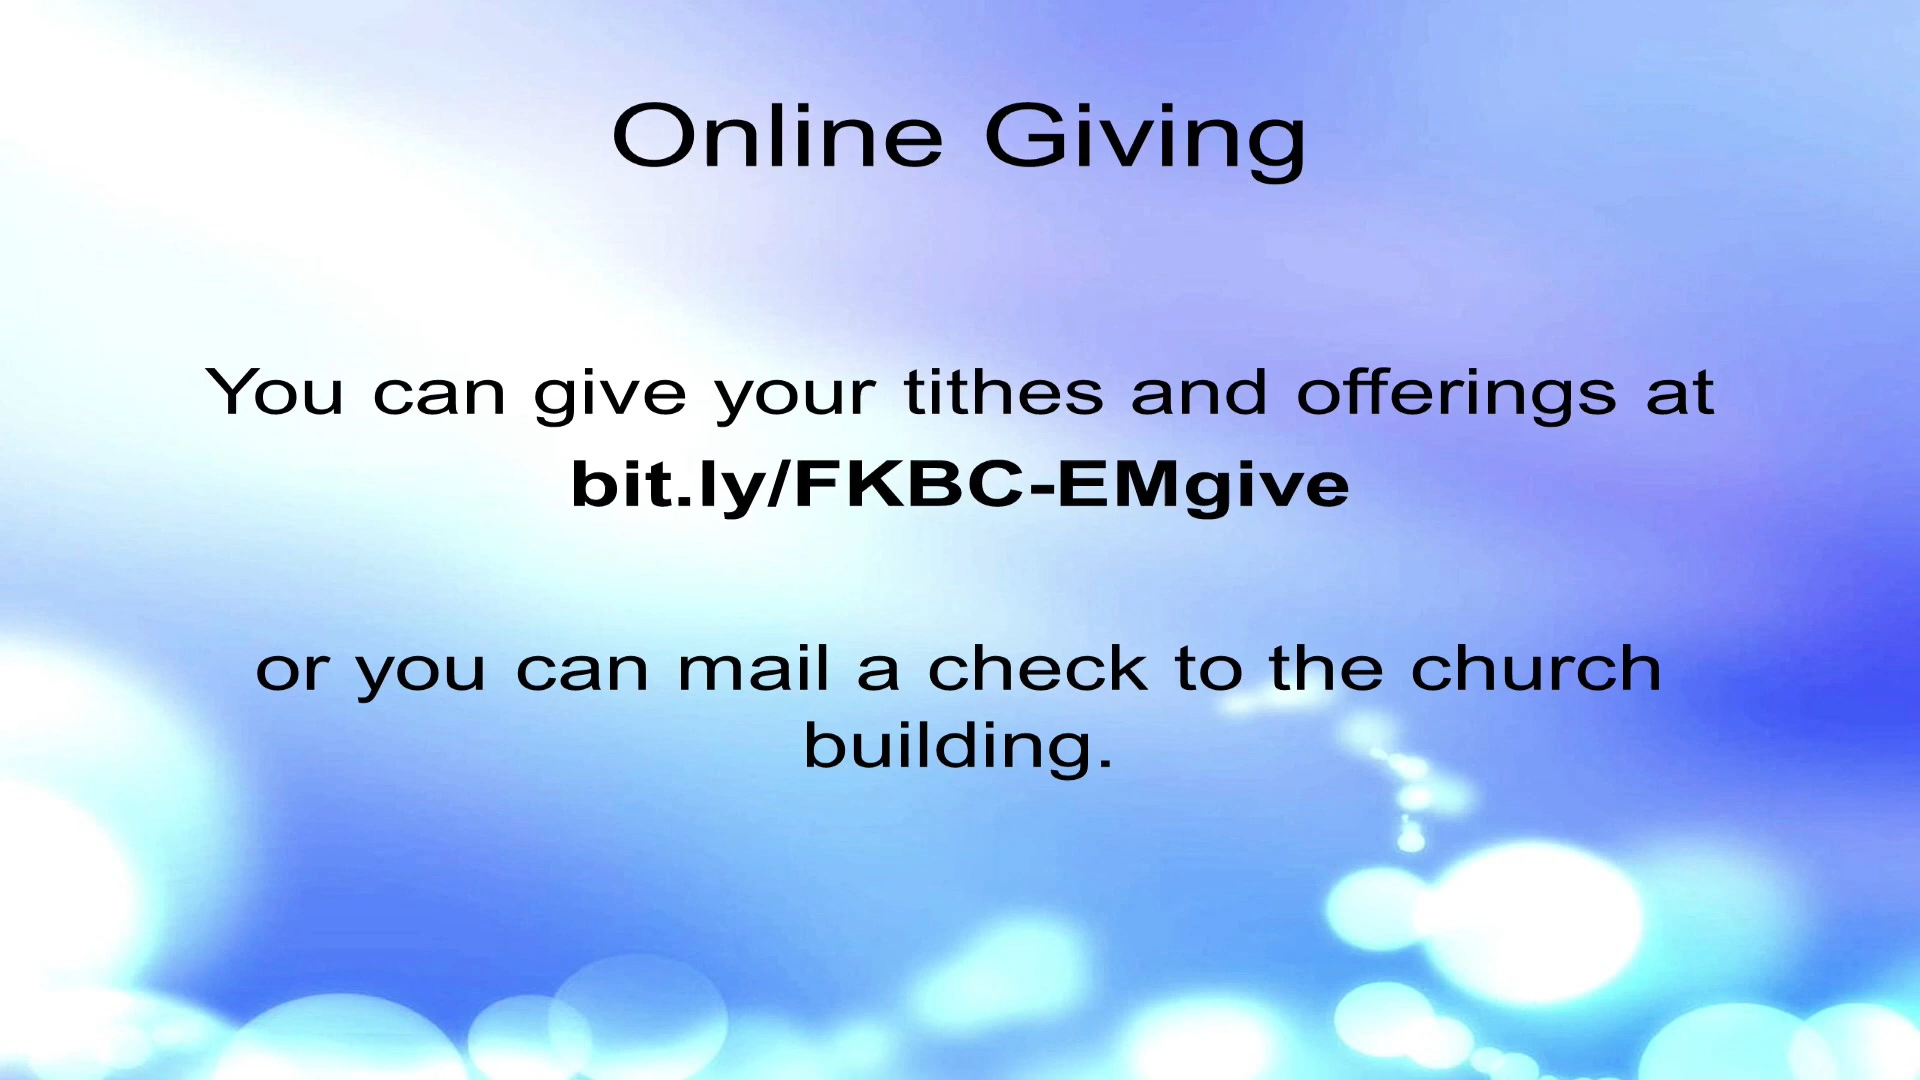 Online Giving
You can give your tithes and offerings at
bit.ly/FKBC-EMgive
or you can mail a check to the church
building.